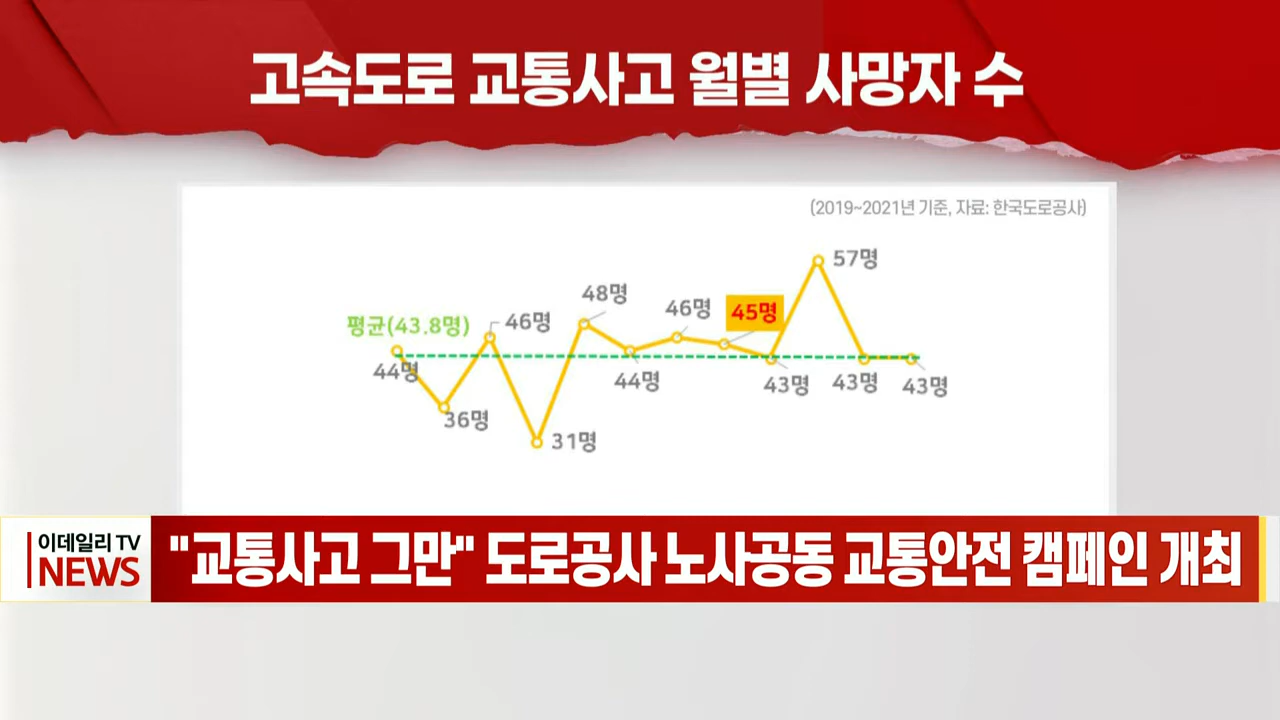 고속도로 교통사고 월별 사망자 수
(2019~2021년 기준, 자료: 한국도로공사)
평균(43.8명)
44명
36명
46명
31명
48명
44명
46명
45명
43명
57명
43명
43명
이데일리 TV
NEWS
"교통사고 그만" 도로공사 노사공동 교통안전 캠페인 개최